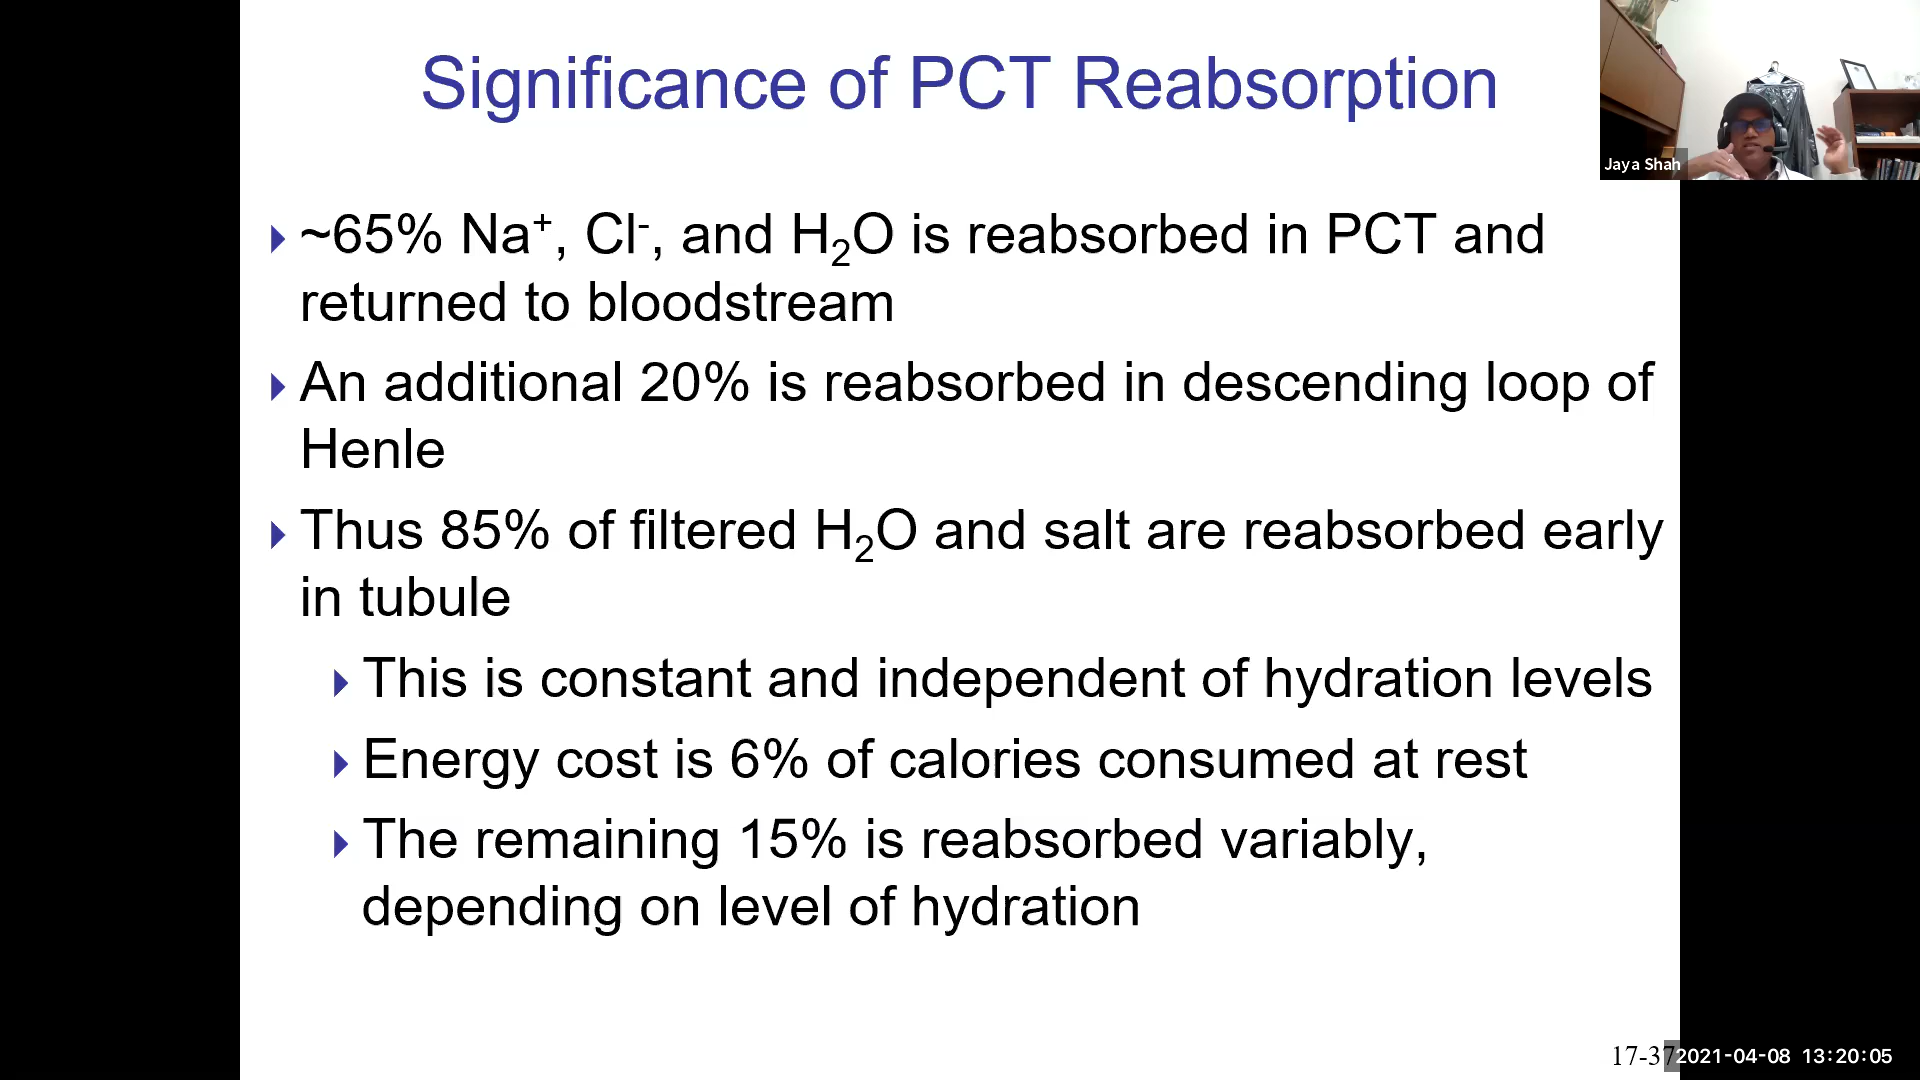 Significance of PCT Reabsorption
Jaya Shah
~65% Na⁺, Cl⁻, and H₂O is reabsorbed in PCT and
returned to bloodstream
An additional 20% is reabsorbed in descending loop of
Henle
Thus 85% of filtered H₂O and salt are reabsorbed early
in tubule
This is constant and independent of hydration levels
Energy cost is 6% of calories consumed at rest
The remaining 15% is reabsorbed variably,
depending on level of hydration
17-37
2021-04-08 13:20:05